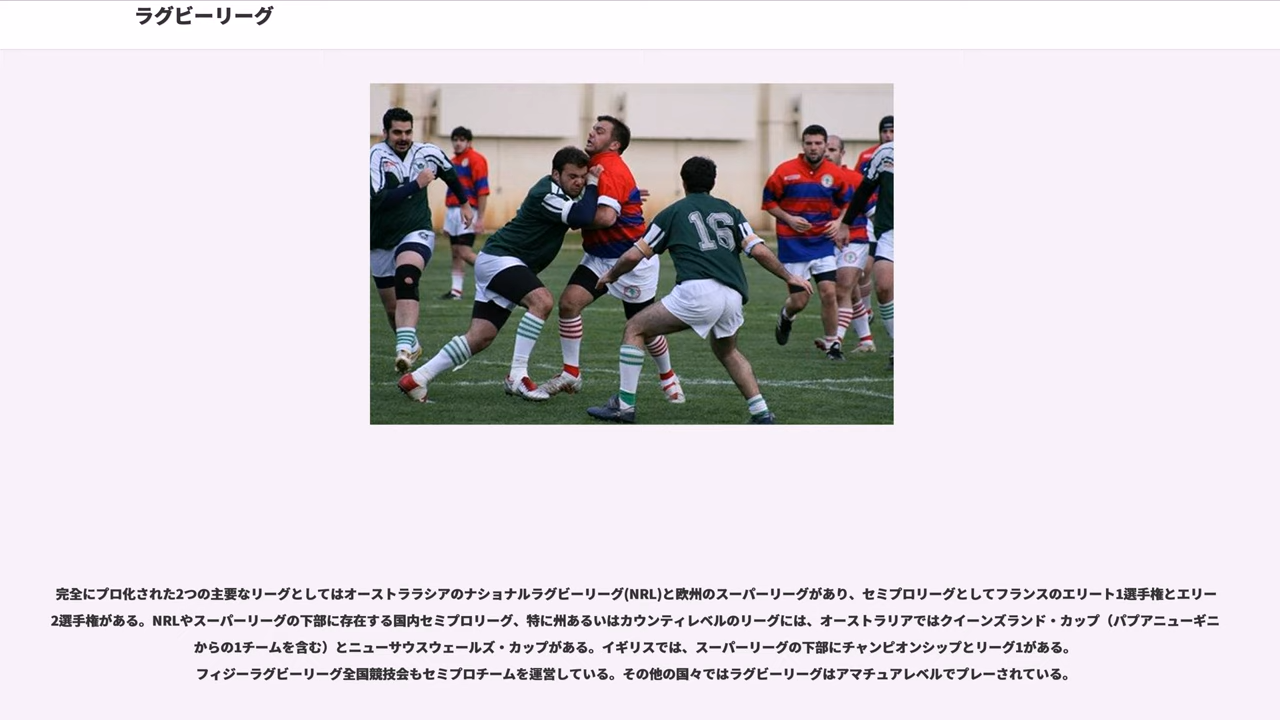 ラグビーリーグ
16
完全にプロ化された2つの主要なリーグとしてはオーストララシアのナショナルラグビーリーグ(NRL)と欧州のスーパーリーグがあり、セミプロリーグとしてフランスのエリート1選手権とエリー
2選手権がある。NRLやスーパーリーグの下部に存在する国内セミプロリーグ、特に州あるいはカウンティレベルのリーグには、オーストラリアではクイーンズランド・カップ（パプアニューギニ
からの1チームを含む）とニューサウスウェールズ・カップがある。イギリスでは、スーパーリーグの下部にチャンピオンシップとリーグ1がある。
フィジーラグビーリーグ全国競技会もセミプロチームを運営している。その他の国々ではラグビーリーグはアマチュアレベルでプレーされている。